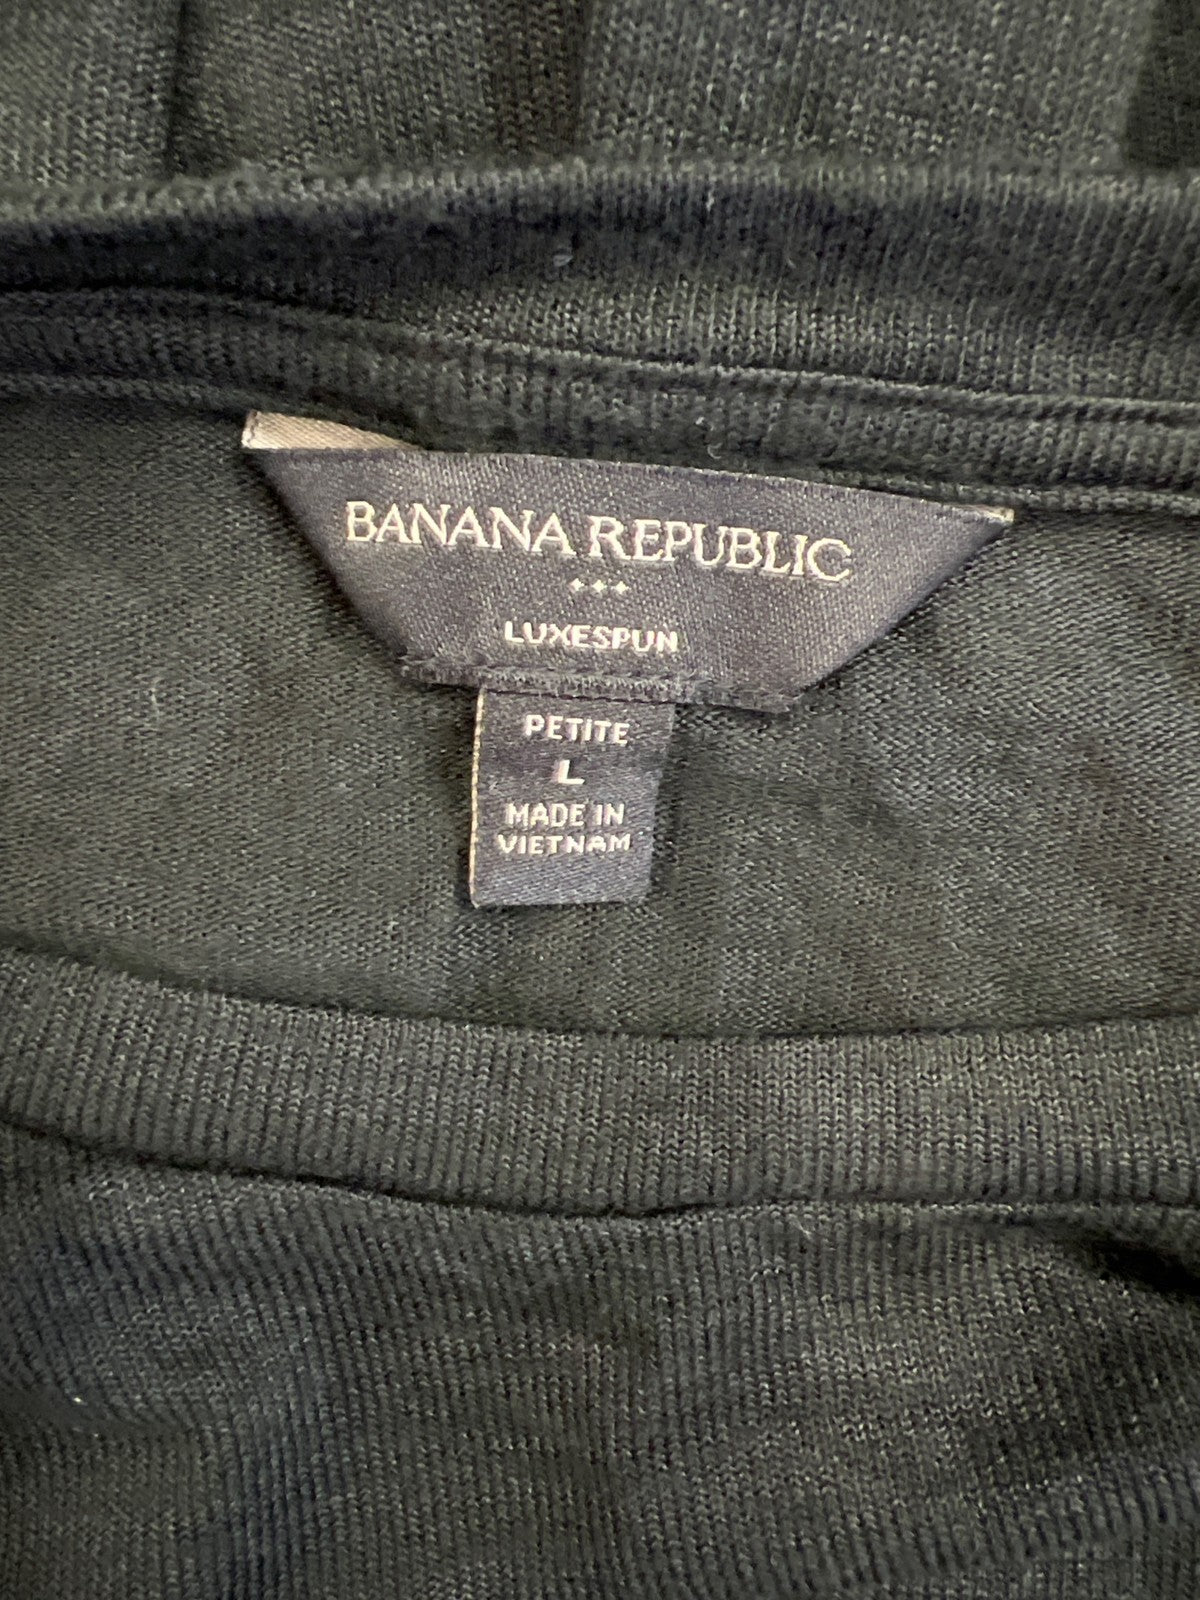 BANANA REPUBLIC
LUXESPUN
PETITE
L
MADE IN
VIETNAM